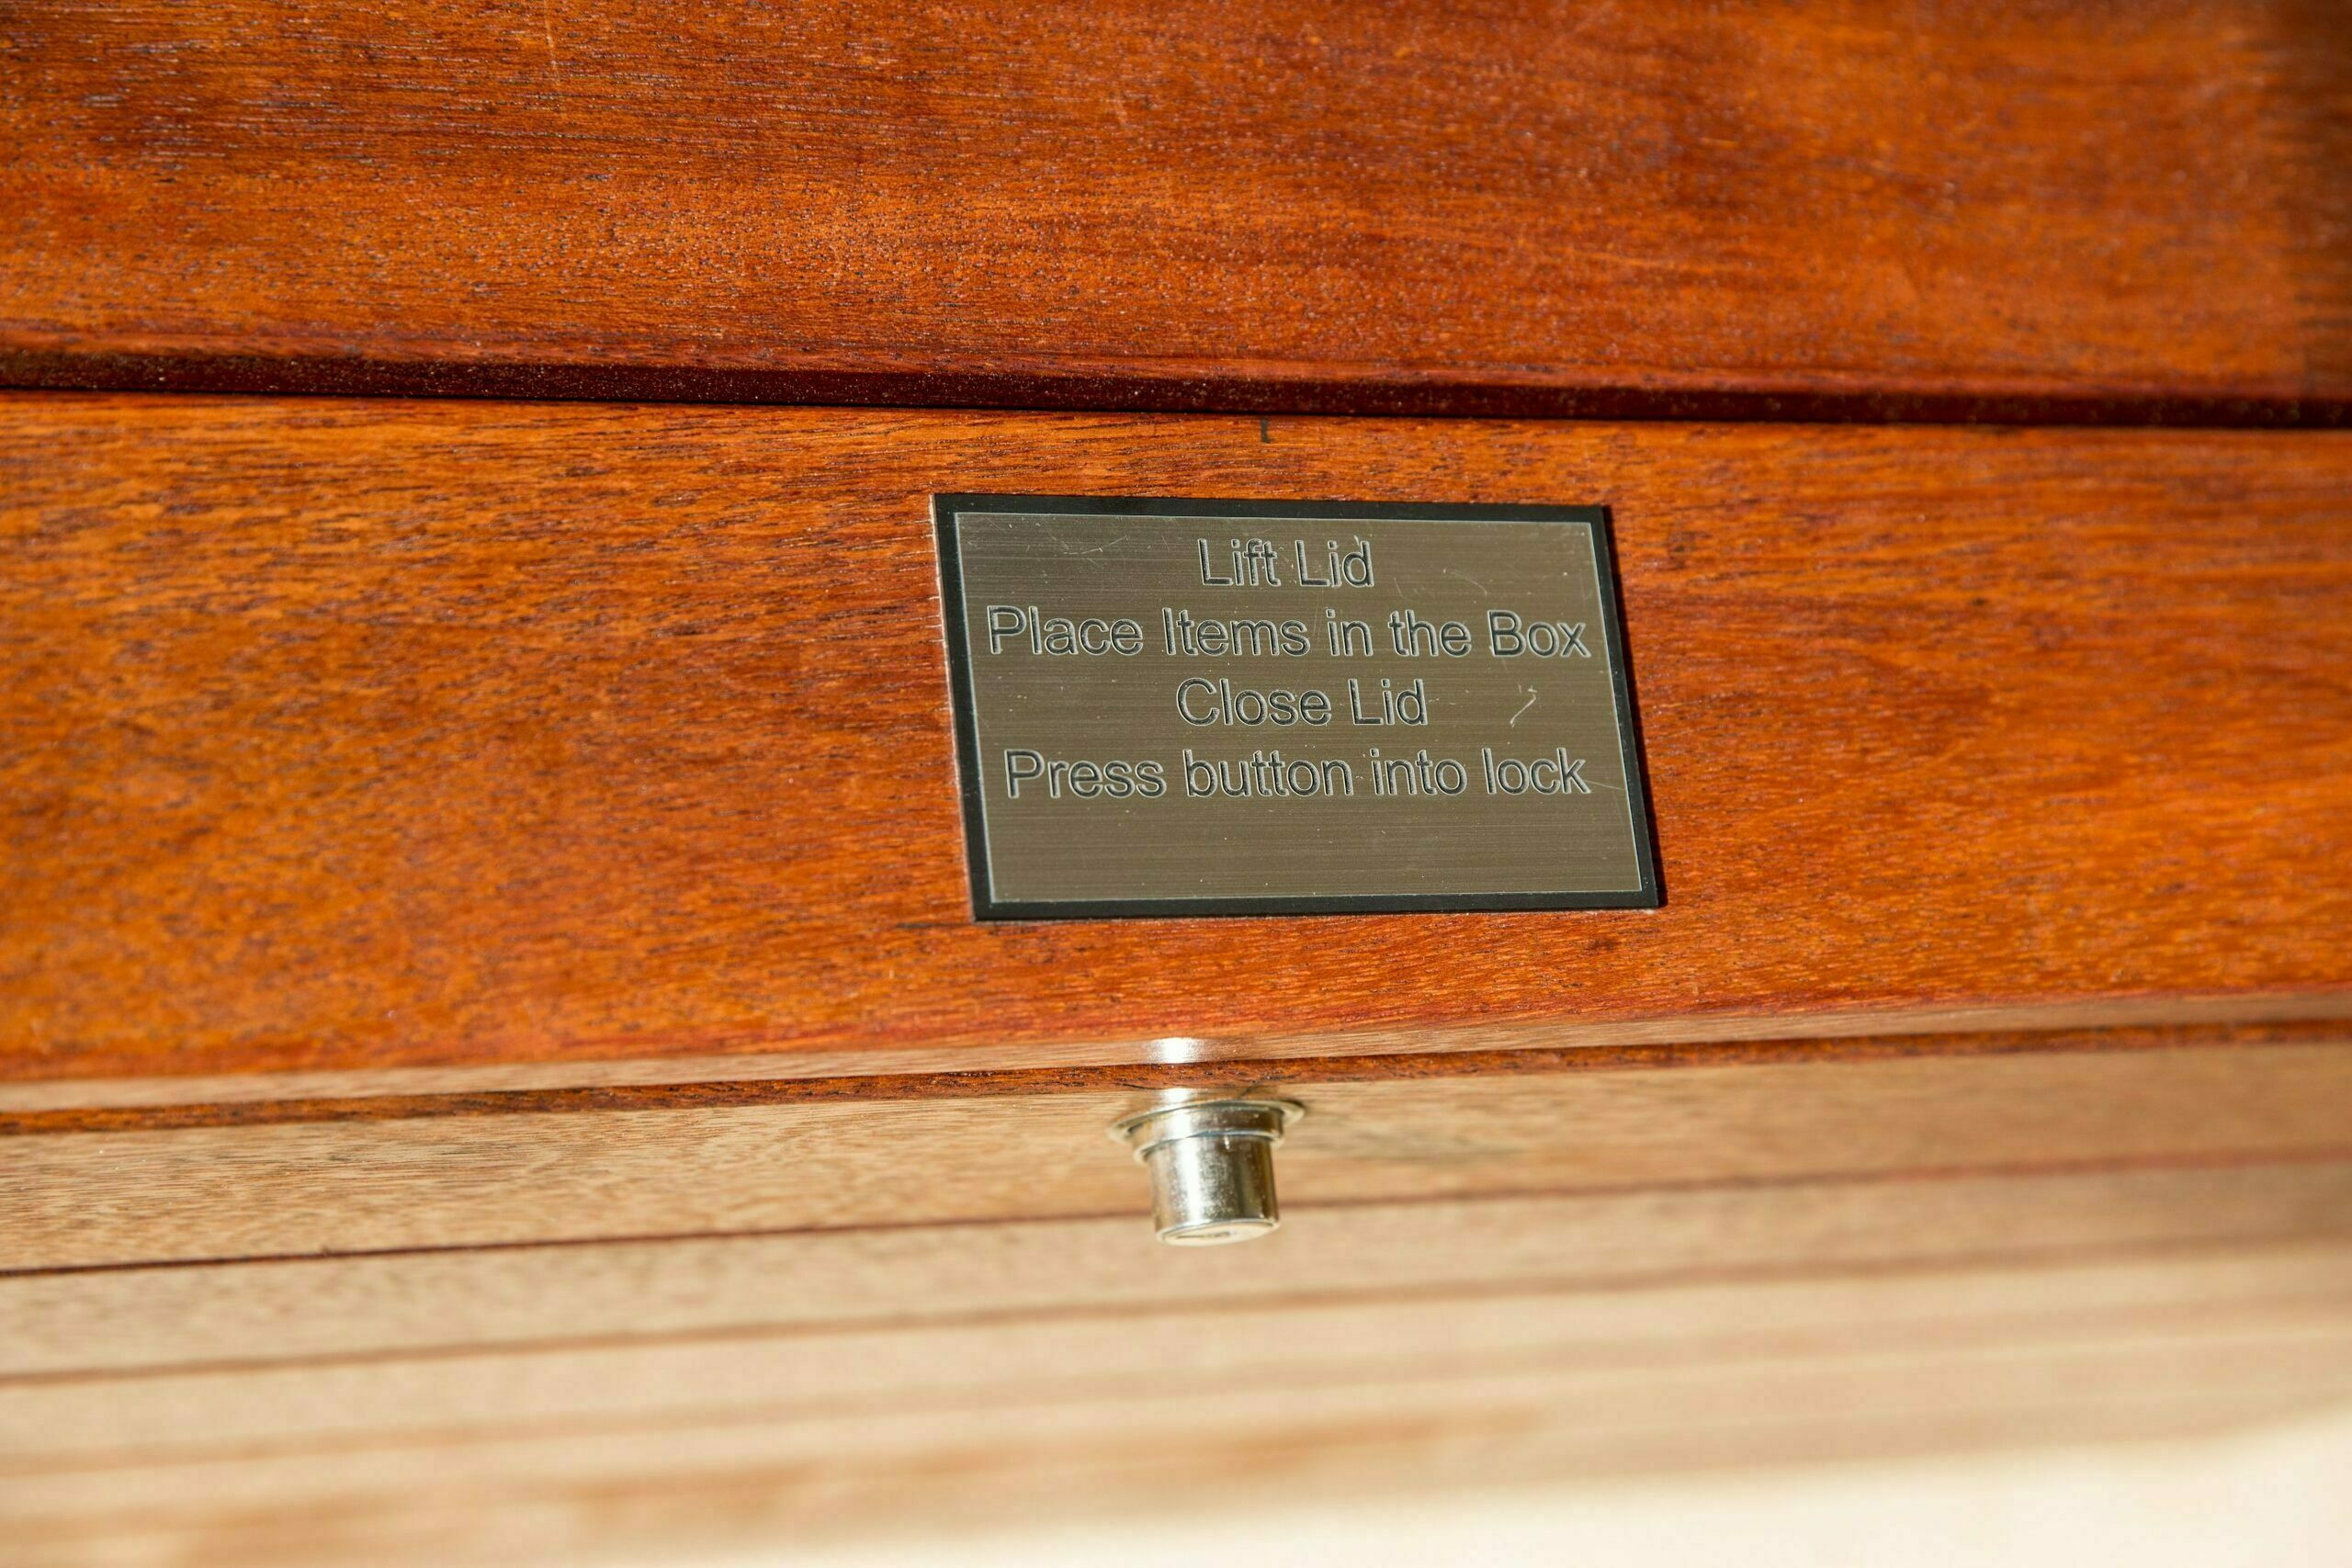 Lift Lid
Place Items in the Box
Close Lid
Press button into lock